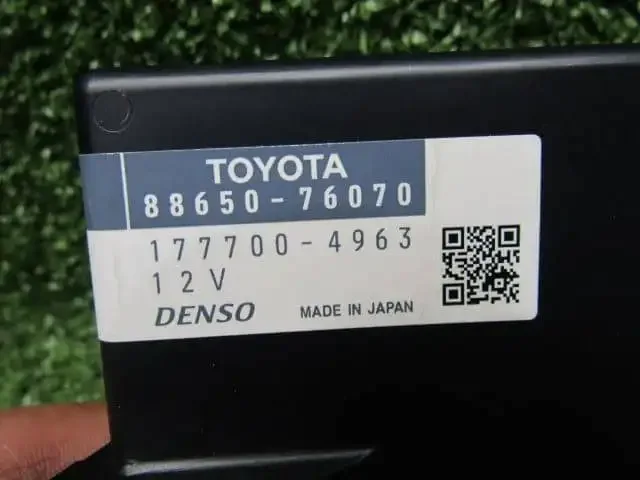 TOYOTA
88650-76070
177700-4963
12V
DENSO MADE IN JAPAN